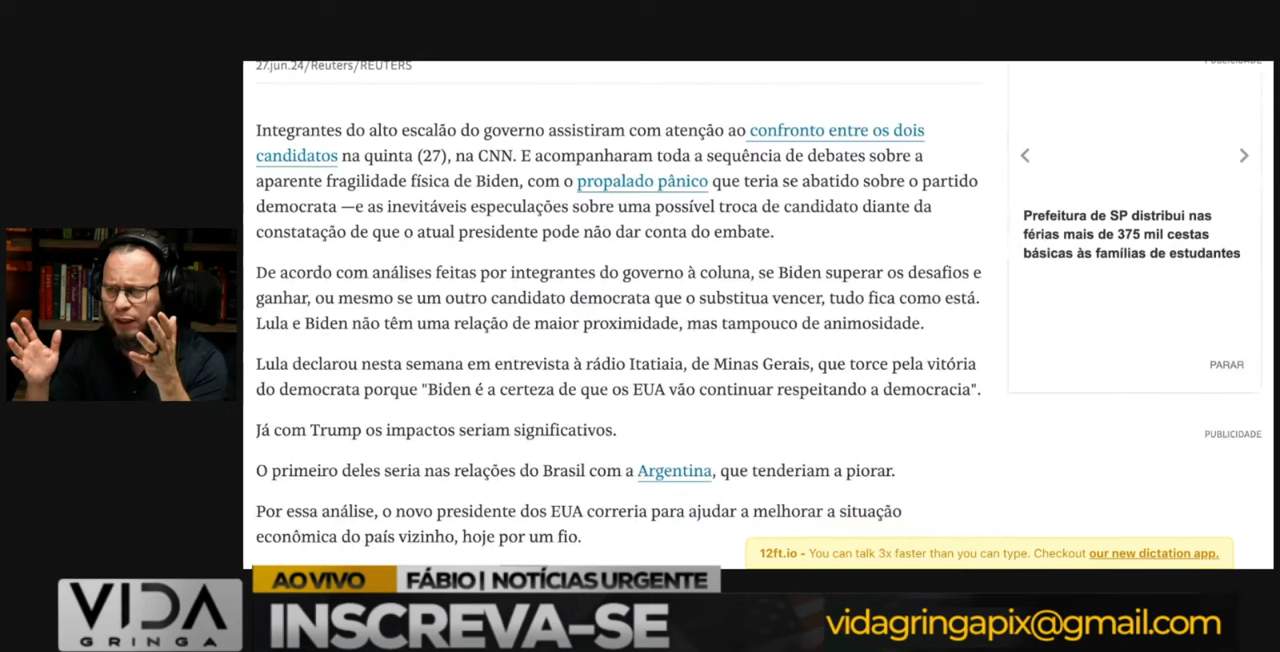 27.jun.24/Reuters/REUTERS
PUBLICIDADE
Integrantes do alto escalão do governo assistiram com atenção ao confronto entre os dois
candidatos na quinta (27), na CNN. E acompanharam toda a sequência de debates sobre a
aparente fragilidade física de Biden, com o propalado pânico que teria se abatido sobre o partido
democrata —e as inevitáveis especulações sobre uma possível troca de candidato diante da
constatação de que o atual presidente pode não dar conta do embate.
De acordo com análises feitas por integrantes do governo à coluna, se Biden superar os desafios e
ganhar, ou mesmo se um outro candidato democrata que o substitua vencer, tudo fica como está.
Lula e Biden não têm uma relação de maior proximidade, mas tampouco de animosidade.
Lula declarou nesta semana em entrevista à rádio Itatiaia, de Minas Gerais, que torce pela vitória
do democrata porque "Biden é a certeza de que os EUA vão continuar respeitando a democracia".
Já com Trump os impactos seriam significativos.
O primeiro deles seria nas relações do Brasil com a Argentina, que tenderiam a piorar.
Por essa análise, o novo presidente dos EUA correria para ajudar a melhorar a situação
econômica do país vizinho, hoje por um fio.
Prefeitura de SP distribui nas
férias mais de 375 mil cestas
básicas às famílias de estudantes
PARAR
PUBLICIDADE
12ft.io - You can talk 3x faster than you can type. Checkout our new dictation app.
AO VIVO
FÁBIO | NOTÍCIAS URGENTE
VIDA
GRINGA
INSCREVA-SE
vidagringapix@gmail.com